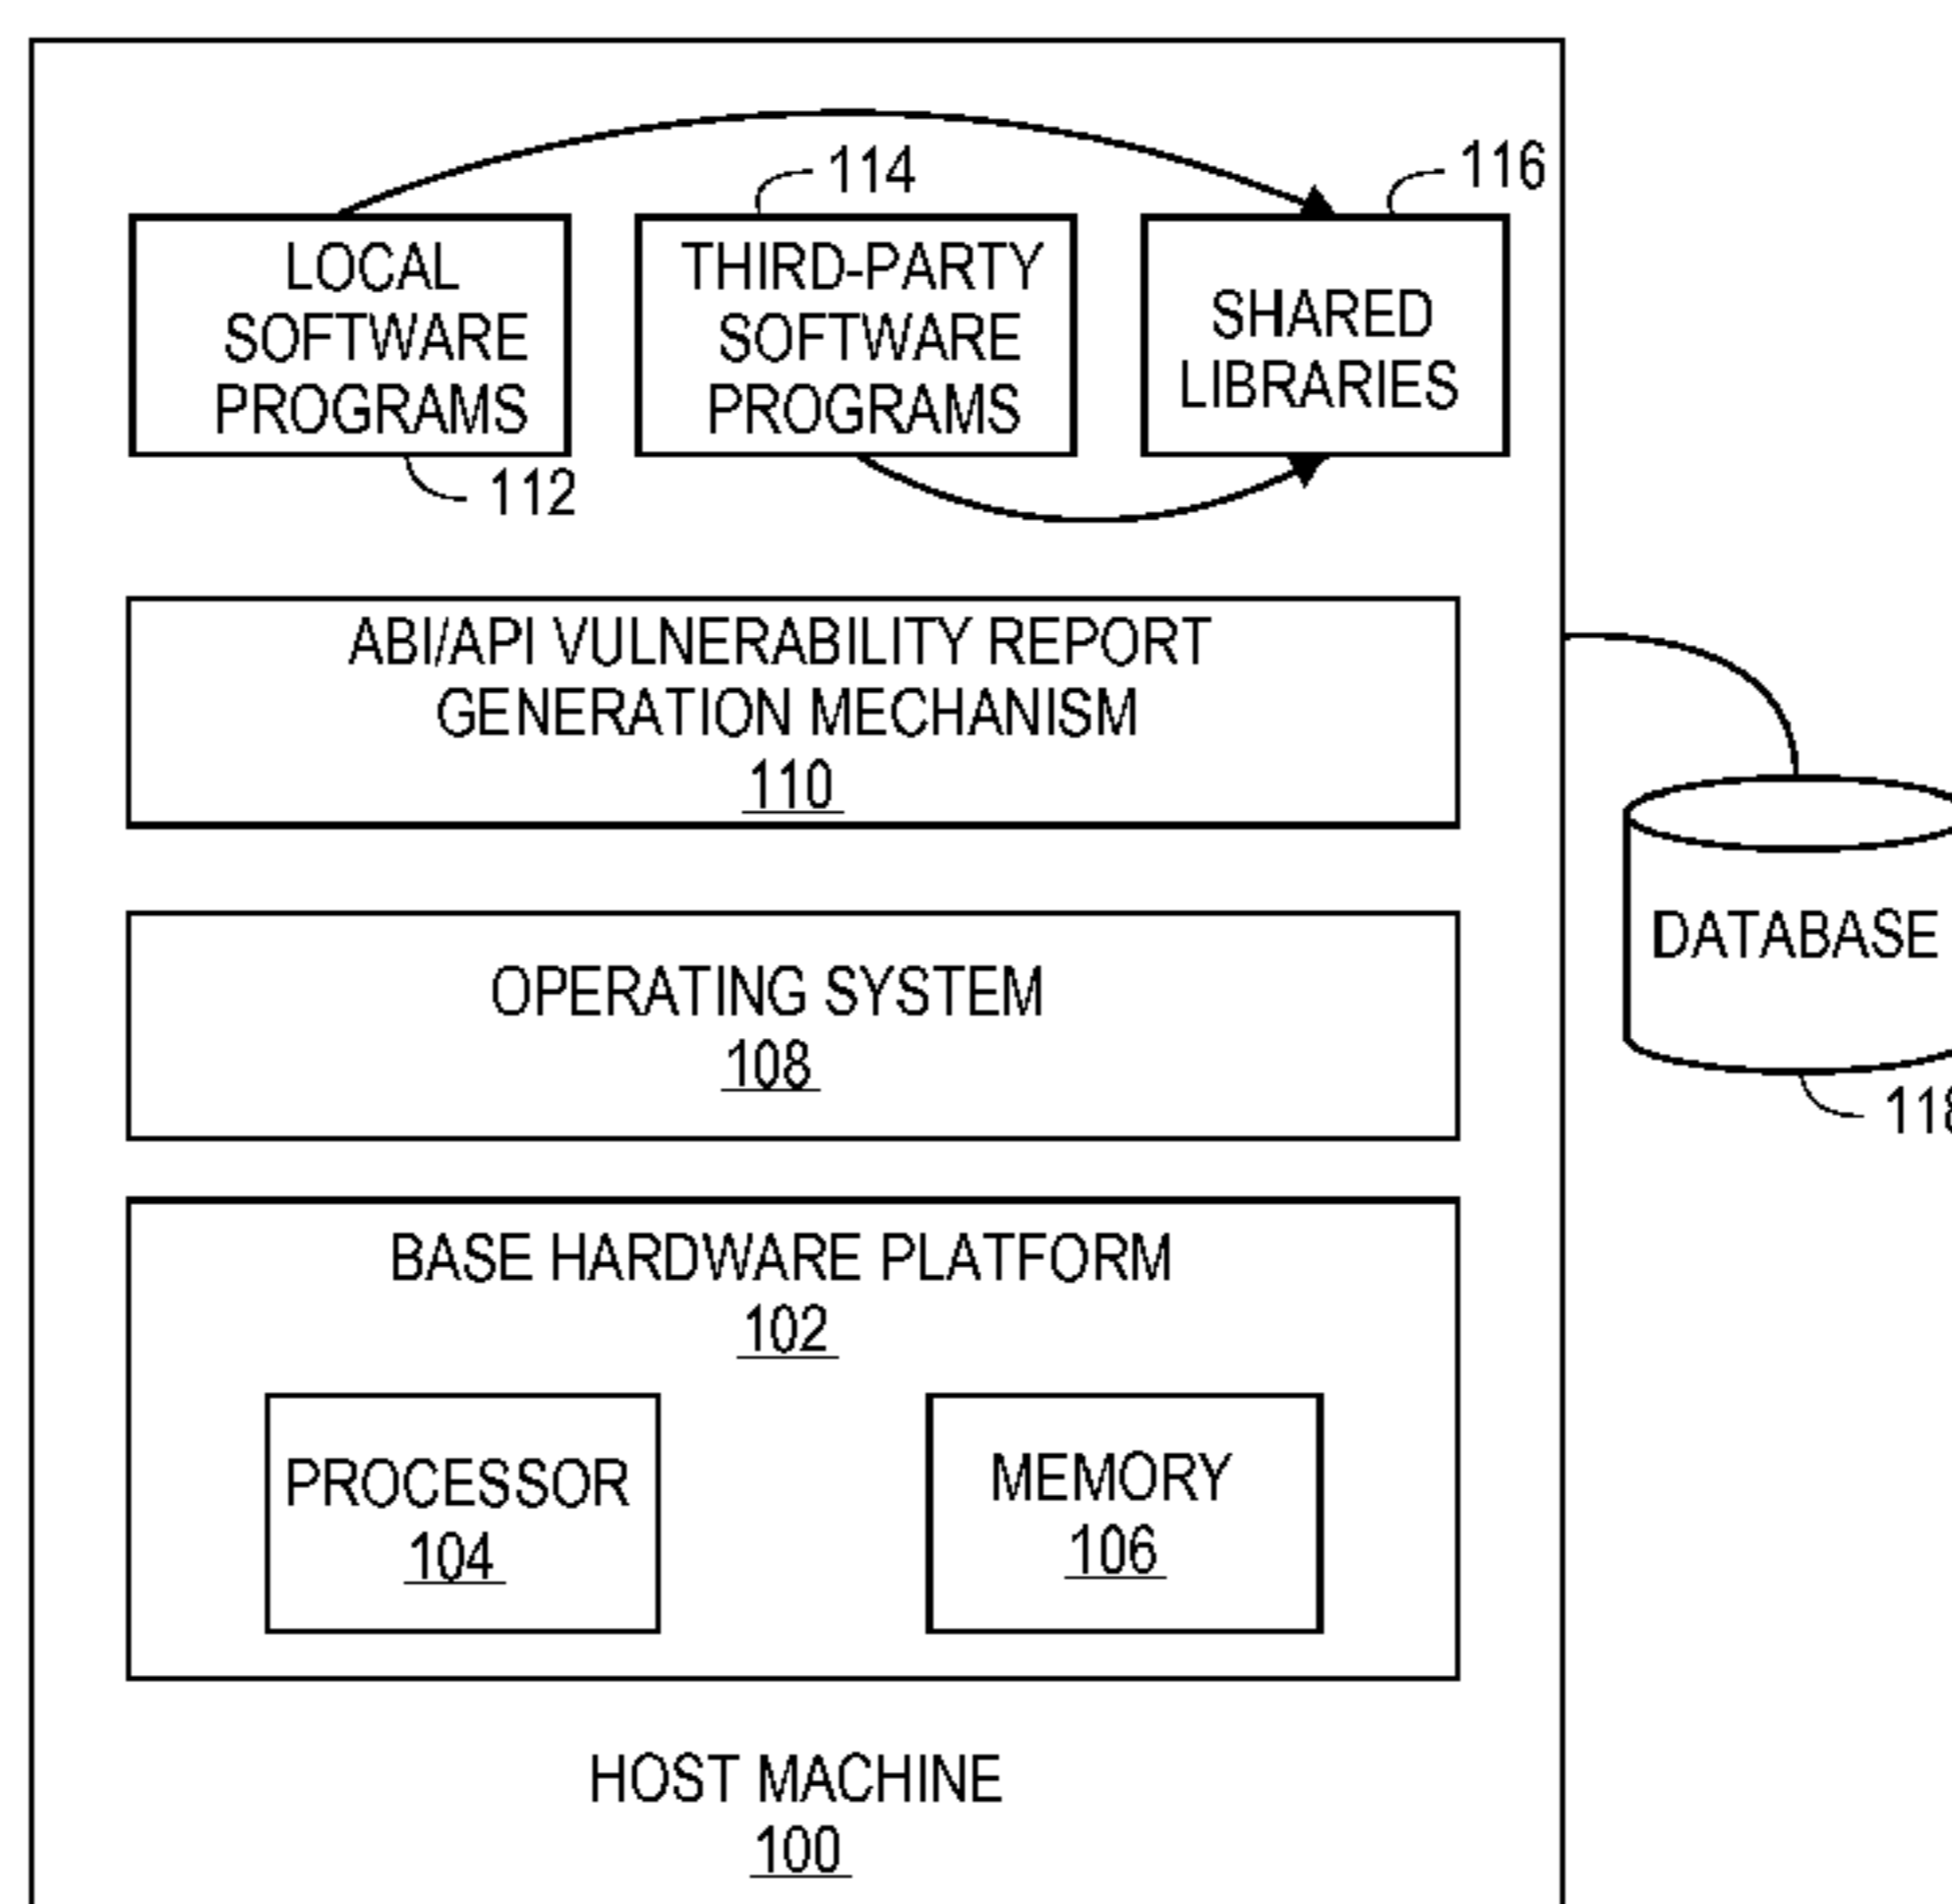 114
116
LOCAL
SOFTWARE
PROGRAMS
THIRD-PARTY
SOFTWARE
PROGRAMS
SHARED
LIBRARIES
112
ABI/API VULNERABILITY REPORT
GENERATION MECHANISM
110
OPERATING SYSTEM
108
DATABASE
BASE HARDWARE PLATFORM
102
PROCESSOR
104
MEMORY
106
HOST MACHINE
100